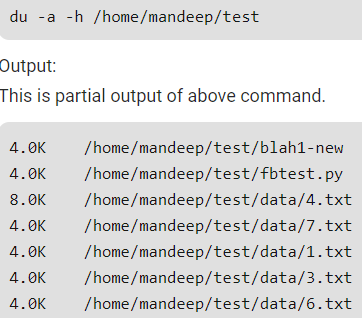 du -a -h /home/mandeep/test
Output:
This is partial output of above command.
4.0K    /home/mandeep/test/blah1-new
4.0K    /home/mandeep/test/fbtest.py
8.0K    /home/mandeep/test/data/4.txt
4.0K    /home/mandeep/test/data/7.txt
4.0K    /home/mandeep/test/data/1.txt
4.0K    /home/mandeep/test/data/3.txt
4.0K    /home/mandeep/test/data/6.txt